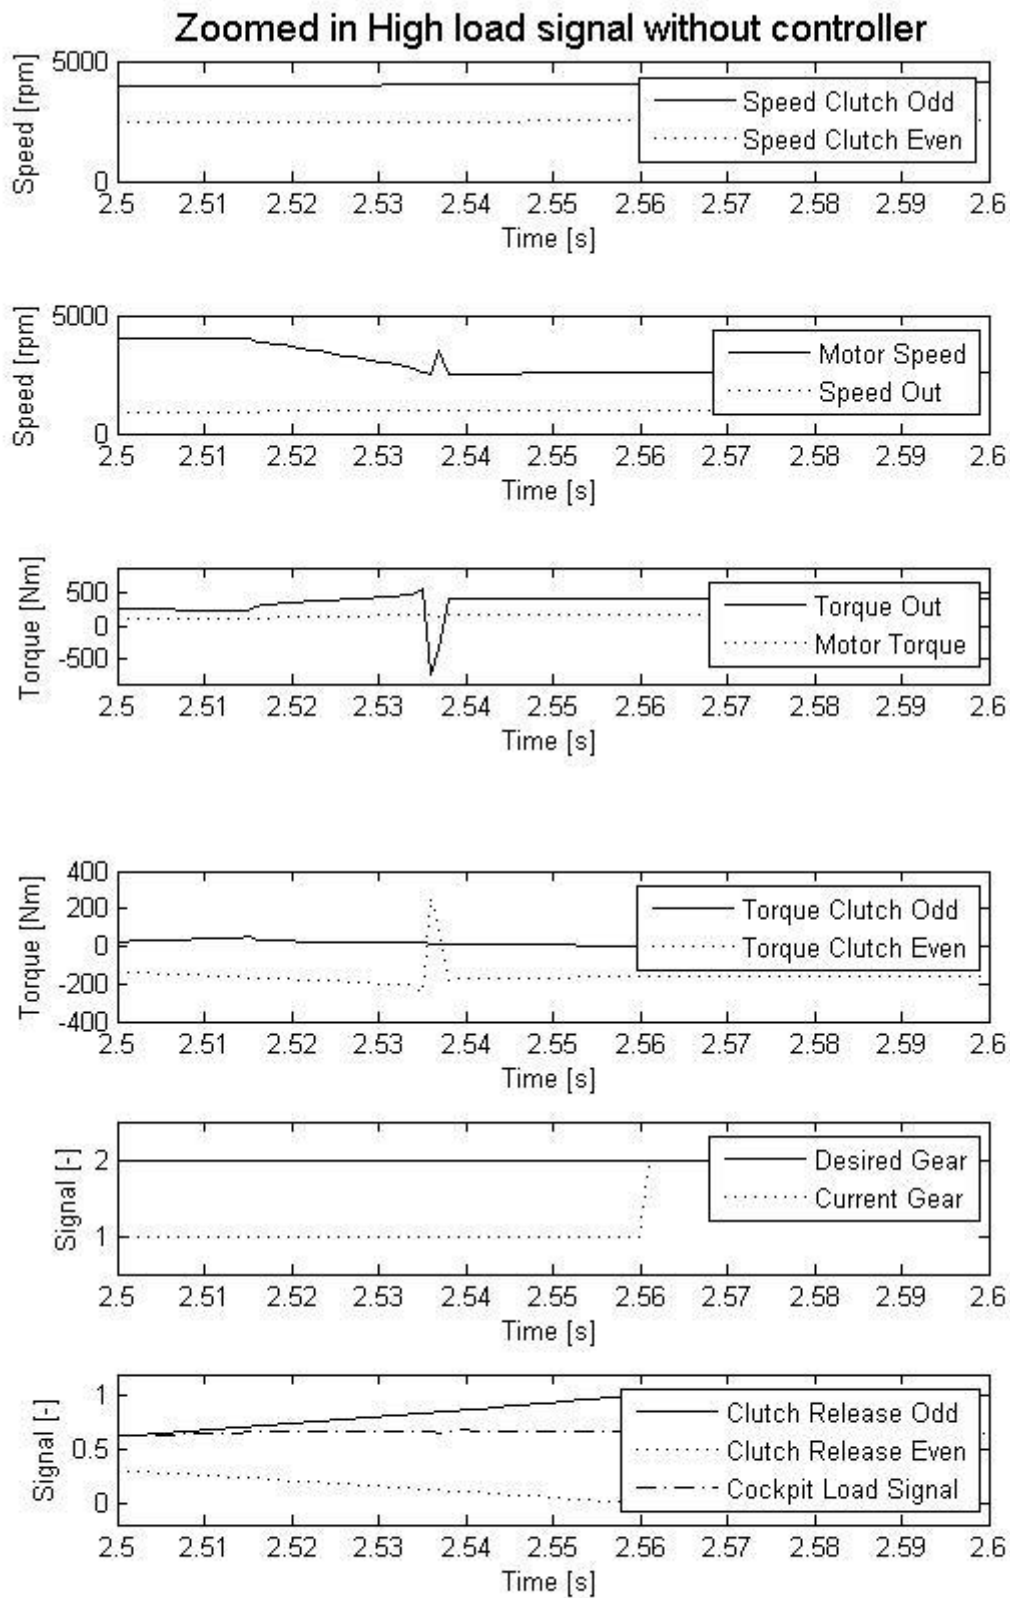 Zoomed in High load signal without controller
Speed [rpm]
5000
0
Speed Clutch Odd
Speed Clutch Even
2.5 2.51 2.52 2.53 2.54 2.55 2.56 2.57 2.58 2.59 2.6
Time [s]
Speed [rpm]
5000
0
Motor Speed
Speed Out
2.5 2.51 2.52 2.53 2.54 2.55 2.56 2.57 2.58 2.59 2.6
Time [s]
Torque [Nm]
500
0
-500
Torque Out
Motor Torque
2.5 2.51 2.52 2.53 2.54 2.55 2.56 2.57 2.58 2.59 2.6
Time [s]
Torque [Nm]
400
200
0
-200
-400
Torque Clutch Odd
Torque Clutch Even
2.5 2.51 2.52 2.53 2.54 2.55 2.56 2.57 2.58 2.59 2.6
Time [s]
Signal [-]
2
1
Desired Gear
Current Gear
2.5 2.51 2.52 2.53 2.54 2.55 2.56 2.57 2.58 2.59 2.6
Time [s]
Signal [-]
1
0.5
0
Clutch Release Odd
Clutch Release Even
Cockpit Load Signal
2.5 2.51 2.52 2.53 2.54 2.55 2.56 2.57 2.58 2.59 2.6
Time [s]